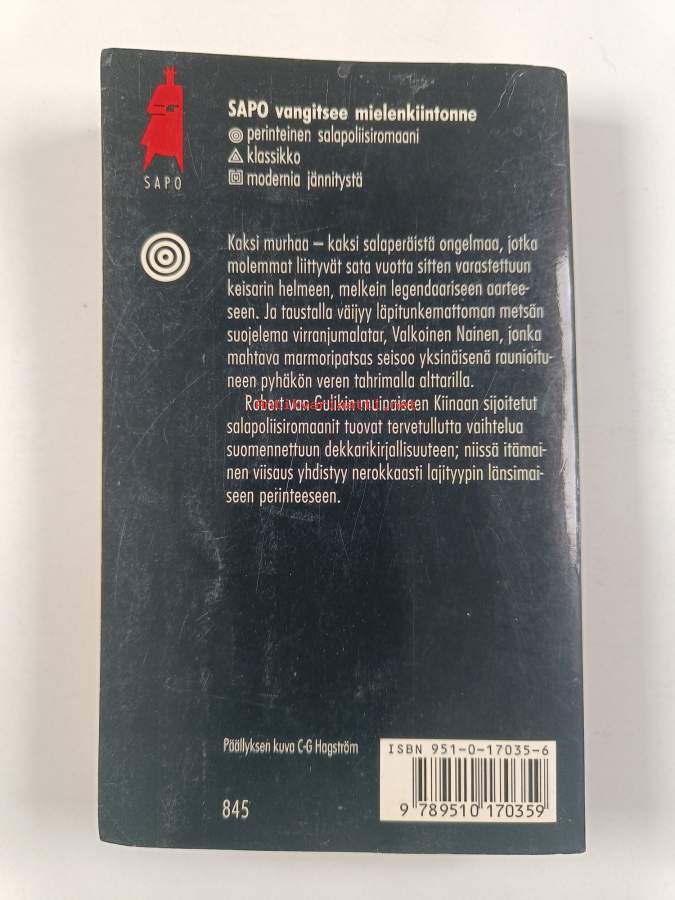 SAPO vangitsee mielenkiintonne
perinteinen salapoliisiromaani
klassikko
modernia jännitystä
SAPO
Kaksi murhaa – kaksi salaperäistä ongelmaa, jotka
molemmat liittyvät sata vuotta sitten varastettuun
keisarin helmeen, melkein legendaariseen aartee-
seen. Ja taustalla väijyy läpitunkemattoman metsän
suojelema virranjumalatar, Valkoinen Nainen, jonka
mahtava marmoripatsas seisoo yksinäisenä raunioitu-
neen pyhäkön veren tahrimalla alttarilla.
Robert van Gulikin muinaiseen Kiinaan sijoitetut
salapoliisiromaanit tuovat tervetullutta vaihtelua
suomennettuun dekkarikirjallisuuteen; niissä itämai-
nen viisaus yhdistyy nerokkaasti lajityypin länsimai-
seen perinteeseen.
Päällyksen kuva C-G Hagström
ISBN 951-0-17035-6
9 789510 170359
845